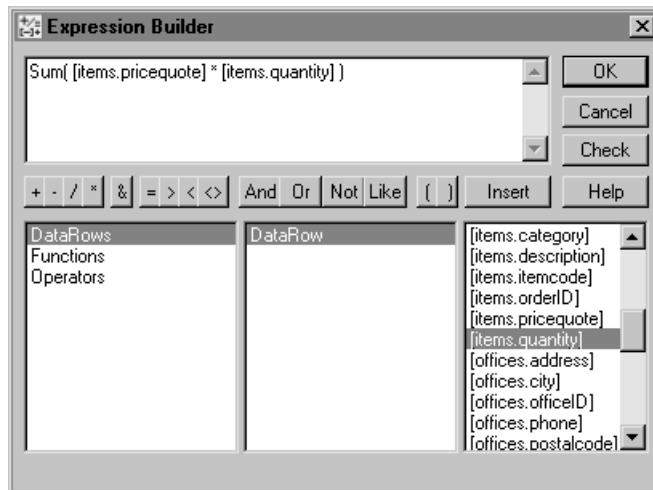 Expression Builder
Sum( [items.pricequote] * [items.quantity] )
OK
Cancel
Check
+ - / * & = > < <> And Or Not Like ( ) Insert Help
DataRows
Functions
Operators
DataRow
[items.category]
[items.description]
[items.itemcode]
[items.orderID]
[items.pricequote]
[items.quantity]
[offices.address]
[offices.city]
[offices.officeID]
[offices.phone]
[offices.postalcode]